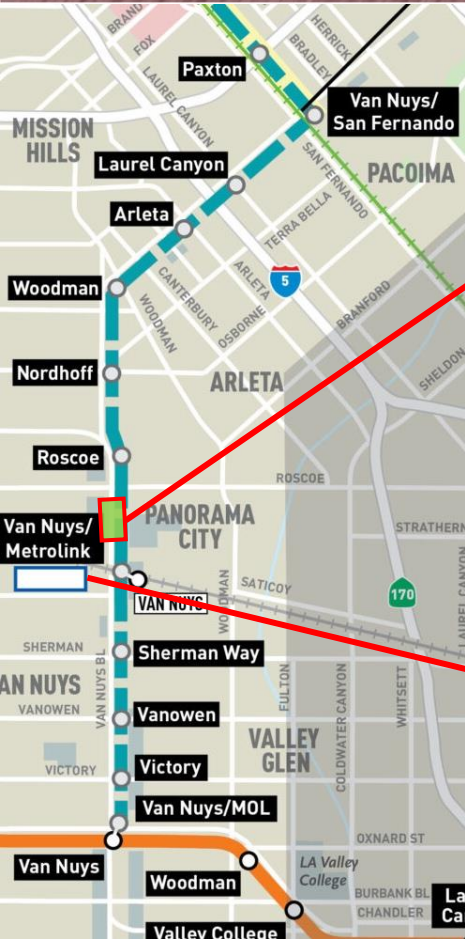 BRAND
FOX
LAUREL CANYON
HERRICK
BRADLEY
Paxton
Van Nuys/
San Fernando
MISSION
HILLS
SAN FERNANDO
PACOIMA
Laurel Canyon
TERRA BELLA
Arleta
ARLETA
5
CANTERBURY
OSBORNE
BRANFORD
Woodman
WOODMAN
SHELDON
Nordhoff
ARLETA
Roscoe
ROSCOE
PANORAMA
CITY
Van Nuys/
Metrolink
STRATHERN
VAN NUYS
WOODMAN
SATICOY
170
LAUREL CANYON
SHERMAN
Sherman Way
VAN NUYS BL
AN NUYS
VANOWEN
Vanowen
FULTON
COLDWATER CANYON
WHITSETT
VALLEY
GLEN
VICTORY
Victory
Van Nuys/MOL
OXNARD ST
Van Nuys
Woodman
LA Valley
College
BURBANK BL
CHANDLER
La
Ca
Valley College